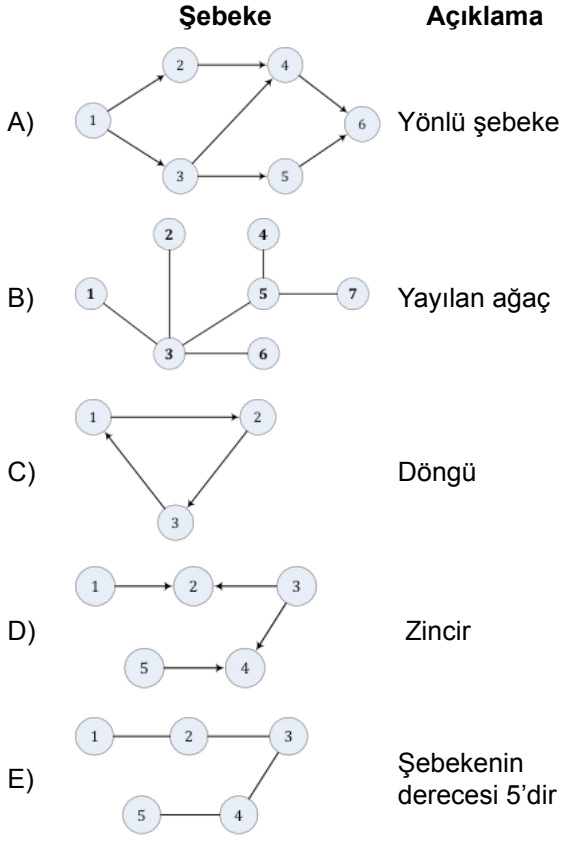 Şebeke Açıklama
2 4
A) 1 6 Yönlü şebeke
3 5
2 4
B) 1 5 7 Yayılan ağaç
3 6
1 2
C) Döngü
3
1 2 3
D) Zincir
5 4
1 2 3
E) Şebekenin
derecesi 5’dir
5 4